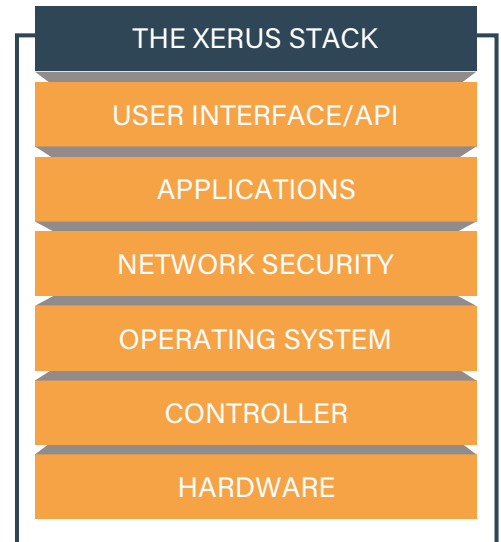 THE XERUS STACK
USER INTERFACE/API
APPLICATIONS
NETWORK SECURITY
OPERATING SYSTEM
CONTROLLER
HARDWARE